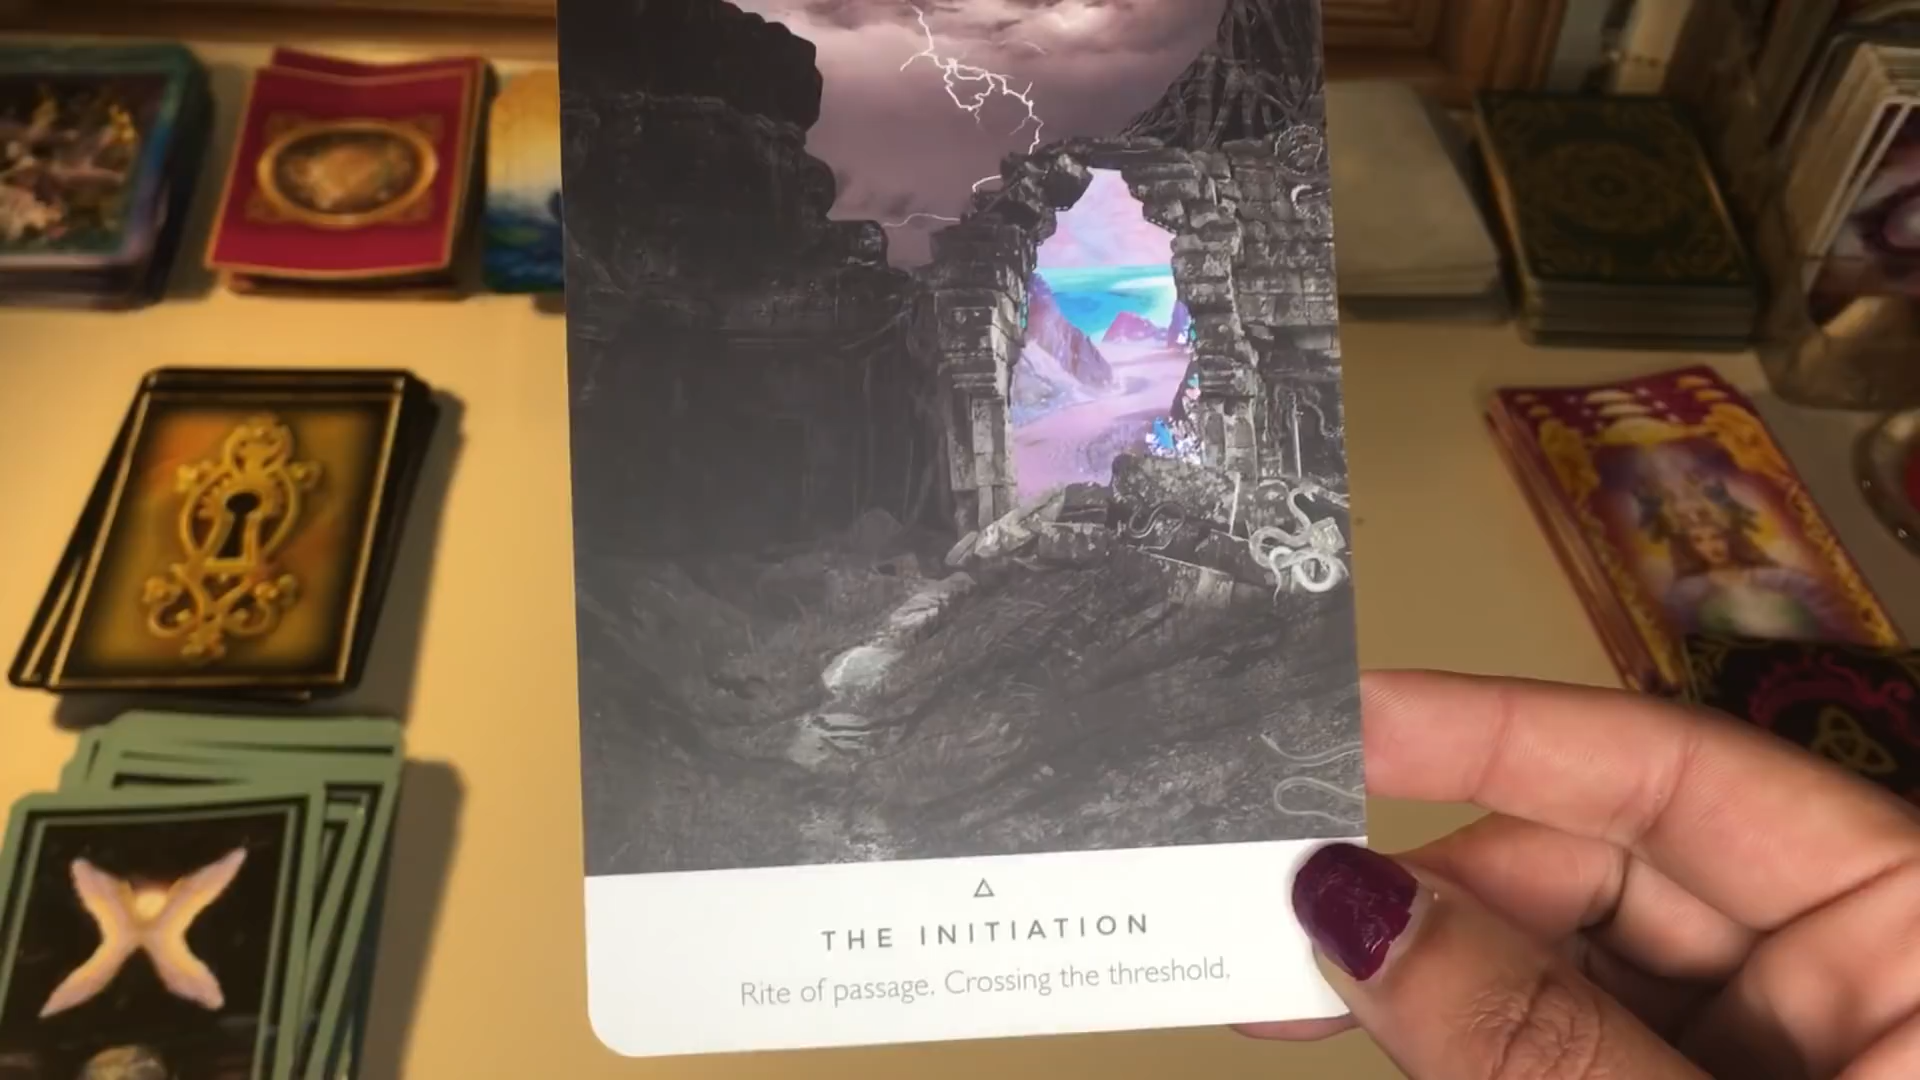 THE INITIATION
Rite of passage. Crossing the threshold.